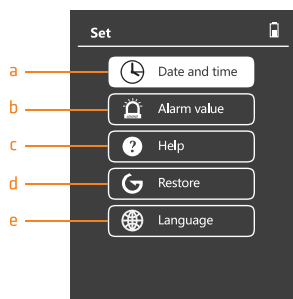 Set
a Date and time
b Alarm value
c Help
d Restore
e Language